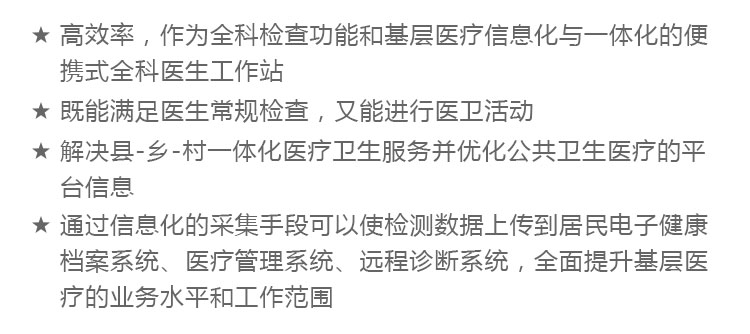 ★ 高效率，作为全科检查功能和基层医疗信息化与一体化的便
携式全科医生工作站
★ 既能满足医生常规检查，又能进行医卫活动
★ 解决县-乡-村一体化医疗卫生服务并优化公共卫生医疗的平
台信息
★ 通过信息化的采集手段可以使检测数据上传到居民电子健康
档案系统、医疗管理系统、远程诊断系统，全面提升基层医
疗的业务水平和工作范围